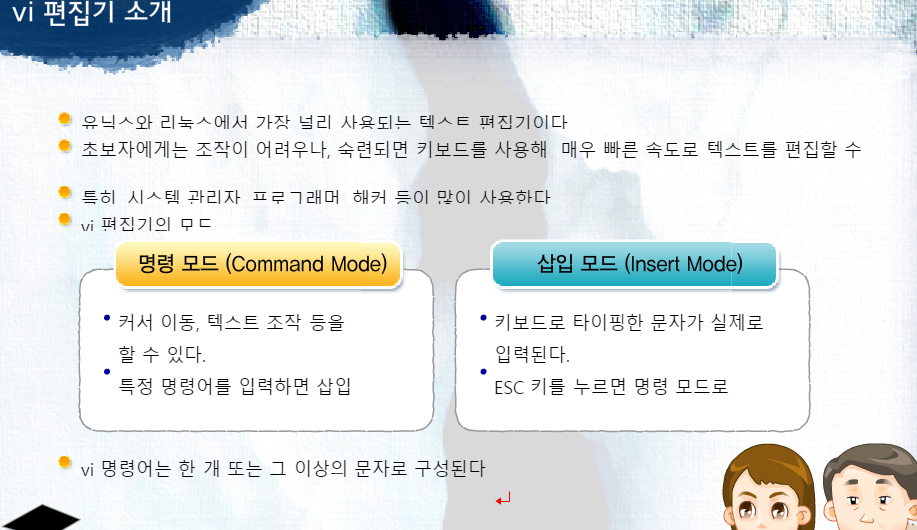 vi 편집기 소개
유닉스와 리눅스에서 가장 널리 사용되는 텍스트 편집기이다
초보자에게는 조작이 어려우나, 숙련되면 키보드를 사용해 매우 빠른 속도로 텍스트를 편집할 수
특히 시스템 관리자 프로그래머 해커 등이 많이 사용한다
vi 편집기의 모드
명령 모드 (Command Mode)
커서 이동, 텍스트 조작 등을
할 수 있다.
특정 명령어를 입력하면 삽입
삽입 모드 (Insert Mode)
키보드로 타이핑한 문자가 실제로
입력된다.
ESC 키를 누르면 명령 모드로
vi 명령어는 한 개 또는 그 이상의 문자로 구성된다